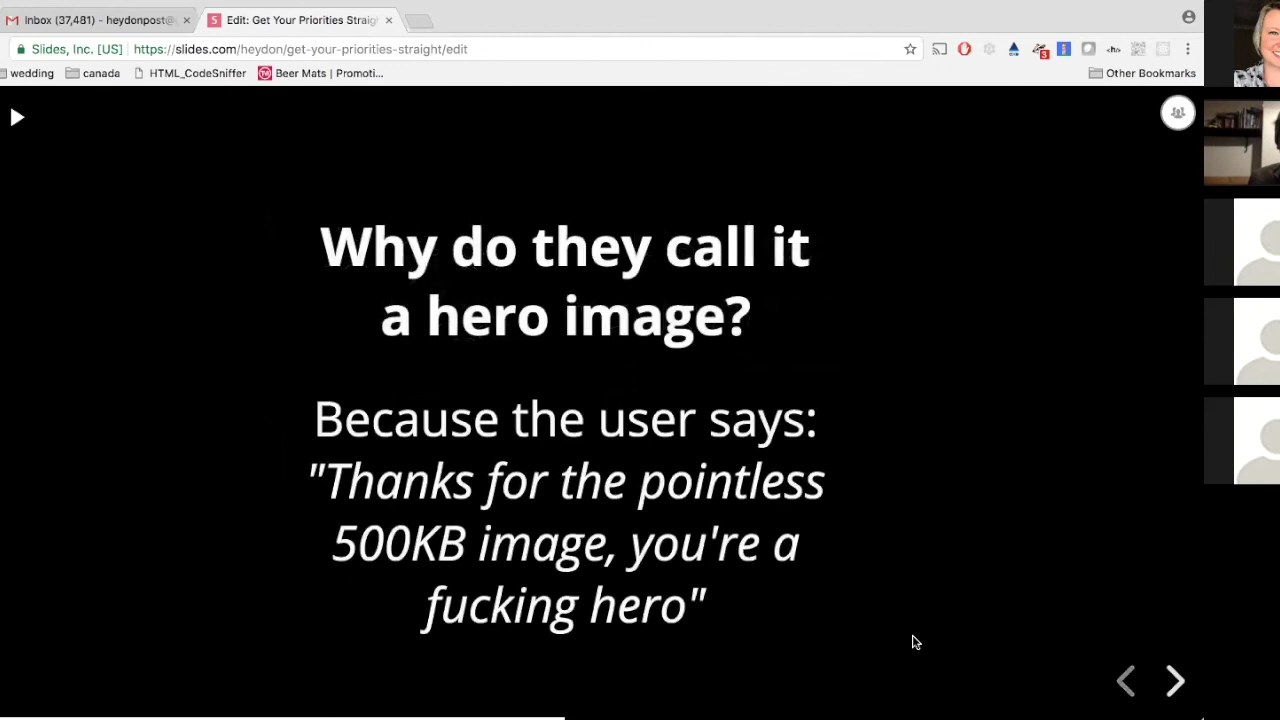 Inbox (37,481) - heydonpost@
Edit: Get Your Priorities Straig
Slides, Inc. [US]
https://slides.com/heydon/get-your-priorities-straight/edit
wedding
canada
HTML_CodeSniffer
Beer Mats | Promoti...
Other Bookmarks
Why do they call it
a hero image?
Because the user says:
"Thanks for the pointless
500KB image, you're a
fucking hero"